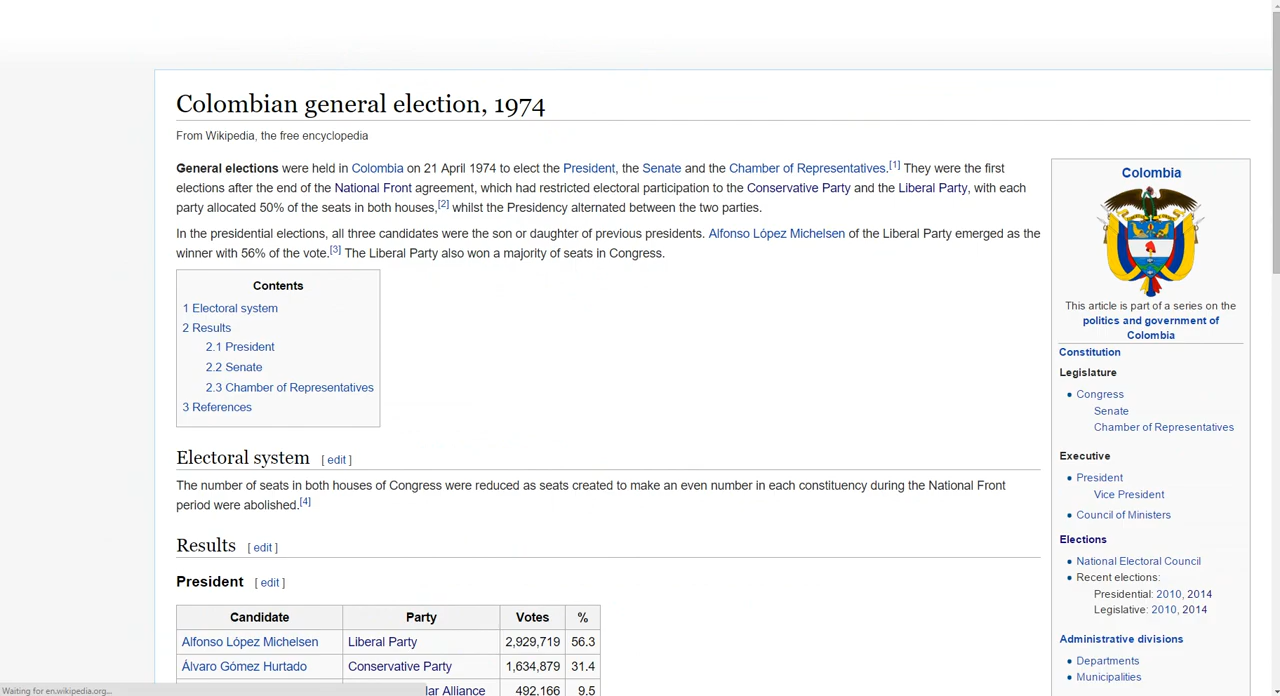 Colombian general election, 1974
From Wikipedia, the free encyclopedia
General elections were held in Colombia on 21 April 1974 to elect the President, the Senate and the Chamber of Representatives.[1] They were the first
elections after the end of the National Front agreement, which had restricted electoral participation to the Conservative Party and the Liberal Party, with each
party allocated 50% of the seats in both houses,[2] whilst the Presidency alternated between the two parties.
In the presidential elections, all three candidates were a son or daughter of previous presidents. Alfonso López Michelsen of the Liberal Party emerged as the
winner with 56% of the vote.[3] The Liberal Party also won a majority of seats in Congress.
Contents
1 Electoral system
2 Results
2.1 President
2.2 Senate
2.3 Chamber of Representatives
3 References
Electoral system [ edit ]
The number of seats in both houses of Congress were reduced as seats created to make an even number in each constituency during the National Front
period were abolished.[4]
Results [ edit ]
President [ edit ]
Candidate Party Votes %
Alfonso López Michelsen Liberal Party 2,929,719 56.3
Álvaro Gómez Hurtado Conservative Party 1,634,879 31.4
lar Alliance 492,166 9.5
Colombia
This article is part of a series on the
politics and government of
Colombia
Constitution
Legislature
• Congress
Senate
Chamber of Representatives
Executive
• President
Vice President
• Council of Ministers
Elections
• National Electoral Council
• Recent elections:
Presidential: 2010, 2014
Legislative: 2010, 2014
Administrative divisions
• Departments
• Municipalities
Waiting for en.wikipedia.org...